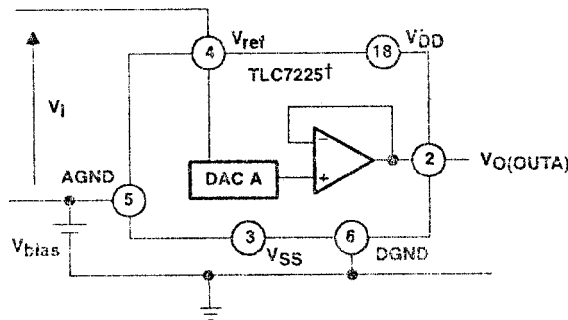 4
Vref
18
VDD
TLC7225†
Vi
−
2
VO(OUTA)
AGND
DAC A
+
5
3
6
Vbias
VSS
DGND